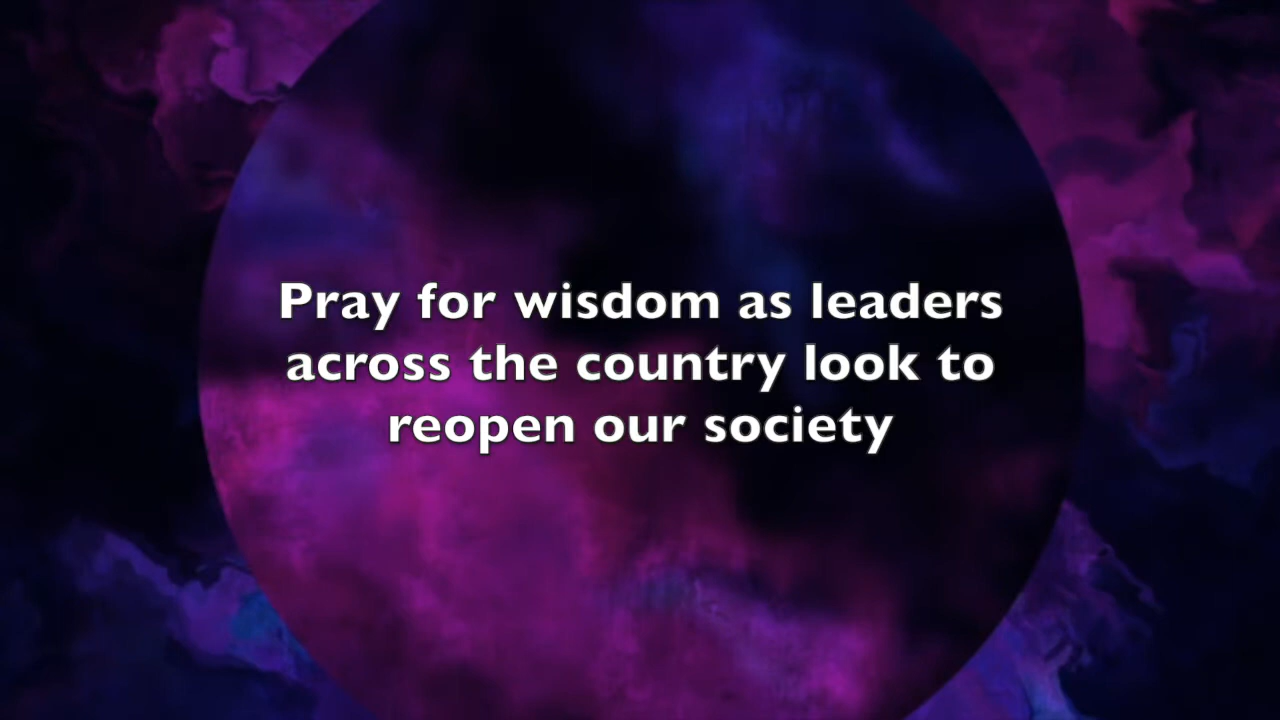 Pray for wisdom as leaders
across the country look to
reopen our society